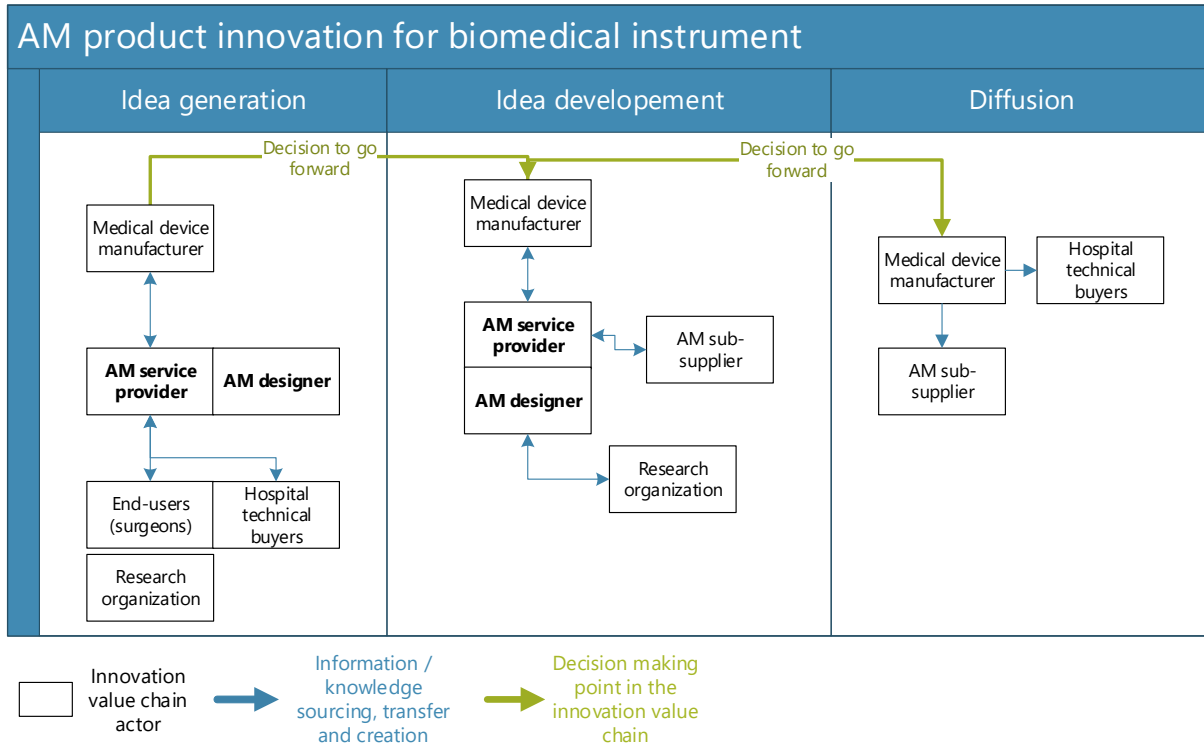 AM product innovation for biomedical instrument
Idea generation
Idea developement
Diffusion
Decision to go
forward
Medical device
manufacturer
AM service
provider
AM designer
End-users
(surgeons)
Hospital
technical
buyers
Research
organization
Medical device
manufacturer
AM service
provider
AM designer
AM sub-
supplier
Research
organization
Decision to go
forward
Medical device
manufacturer
Hospital
technical
buyers
AM sub-
supplier
Innovation
value chain
actor
Information /
knowledge
sourcing, transfer
and creation
Decision making
point in the
innovation value
chain